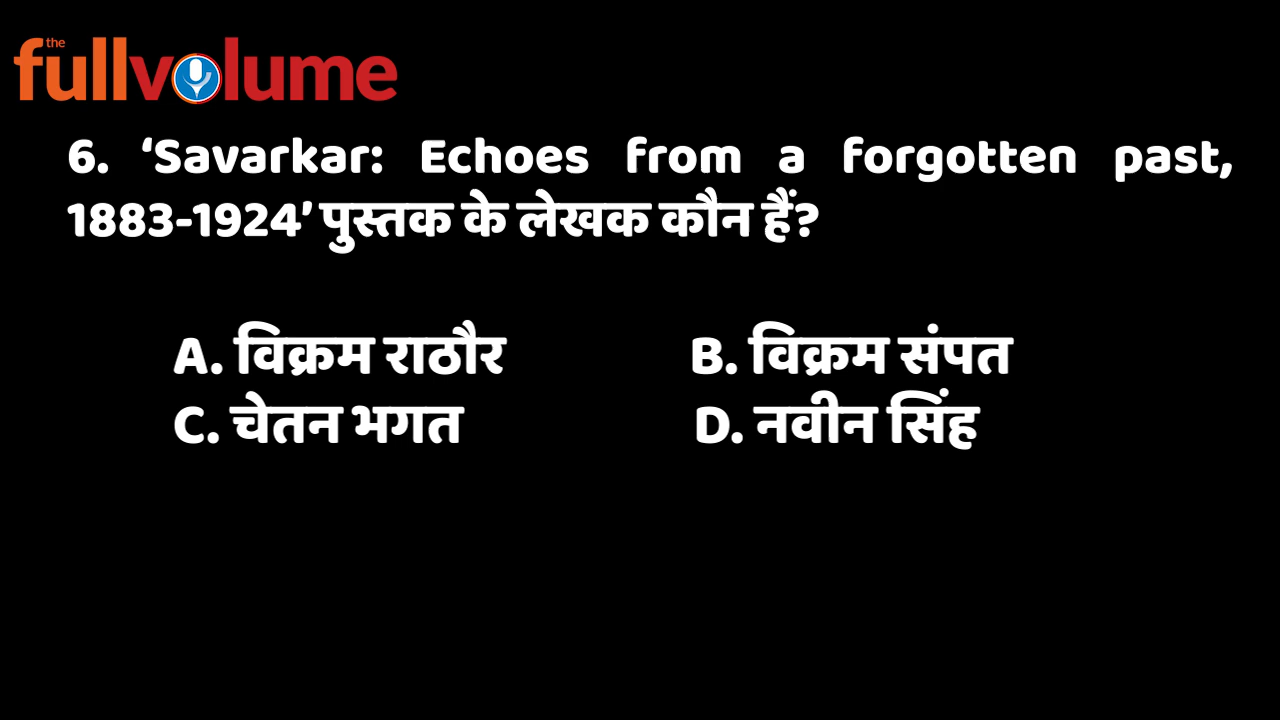 the
fullvolume
6. ‘Savarkar: Echoes from a forgotten past,
1883-1924’ पुस्तक के लेखक कौन हैं?
A. विक्रम राठौर B. विक्रम संपत
C. चेतन भगत D. नवीन सिंह